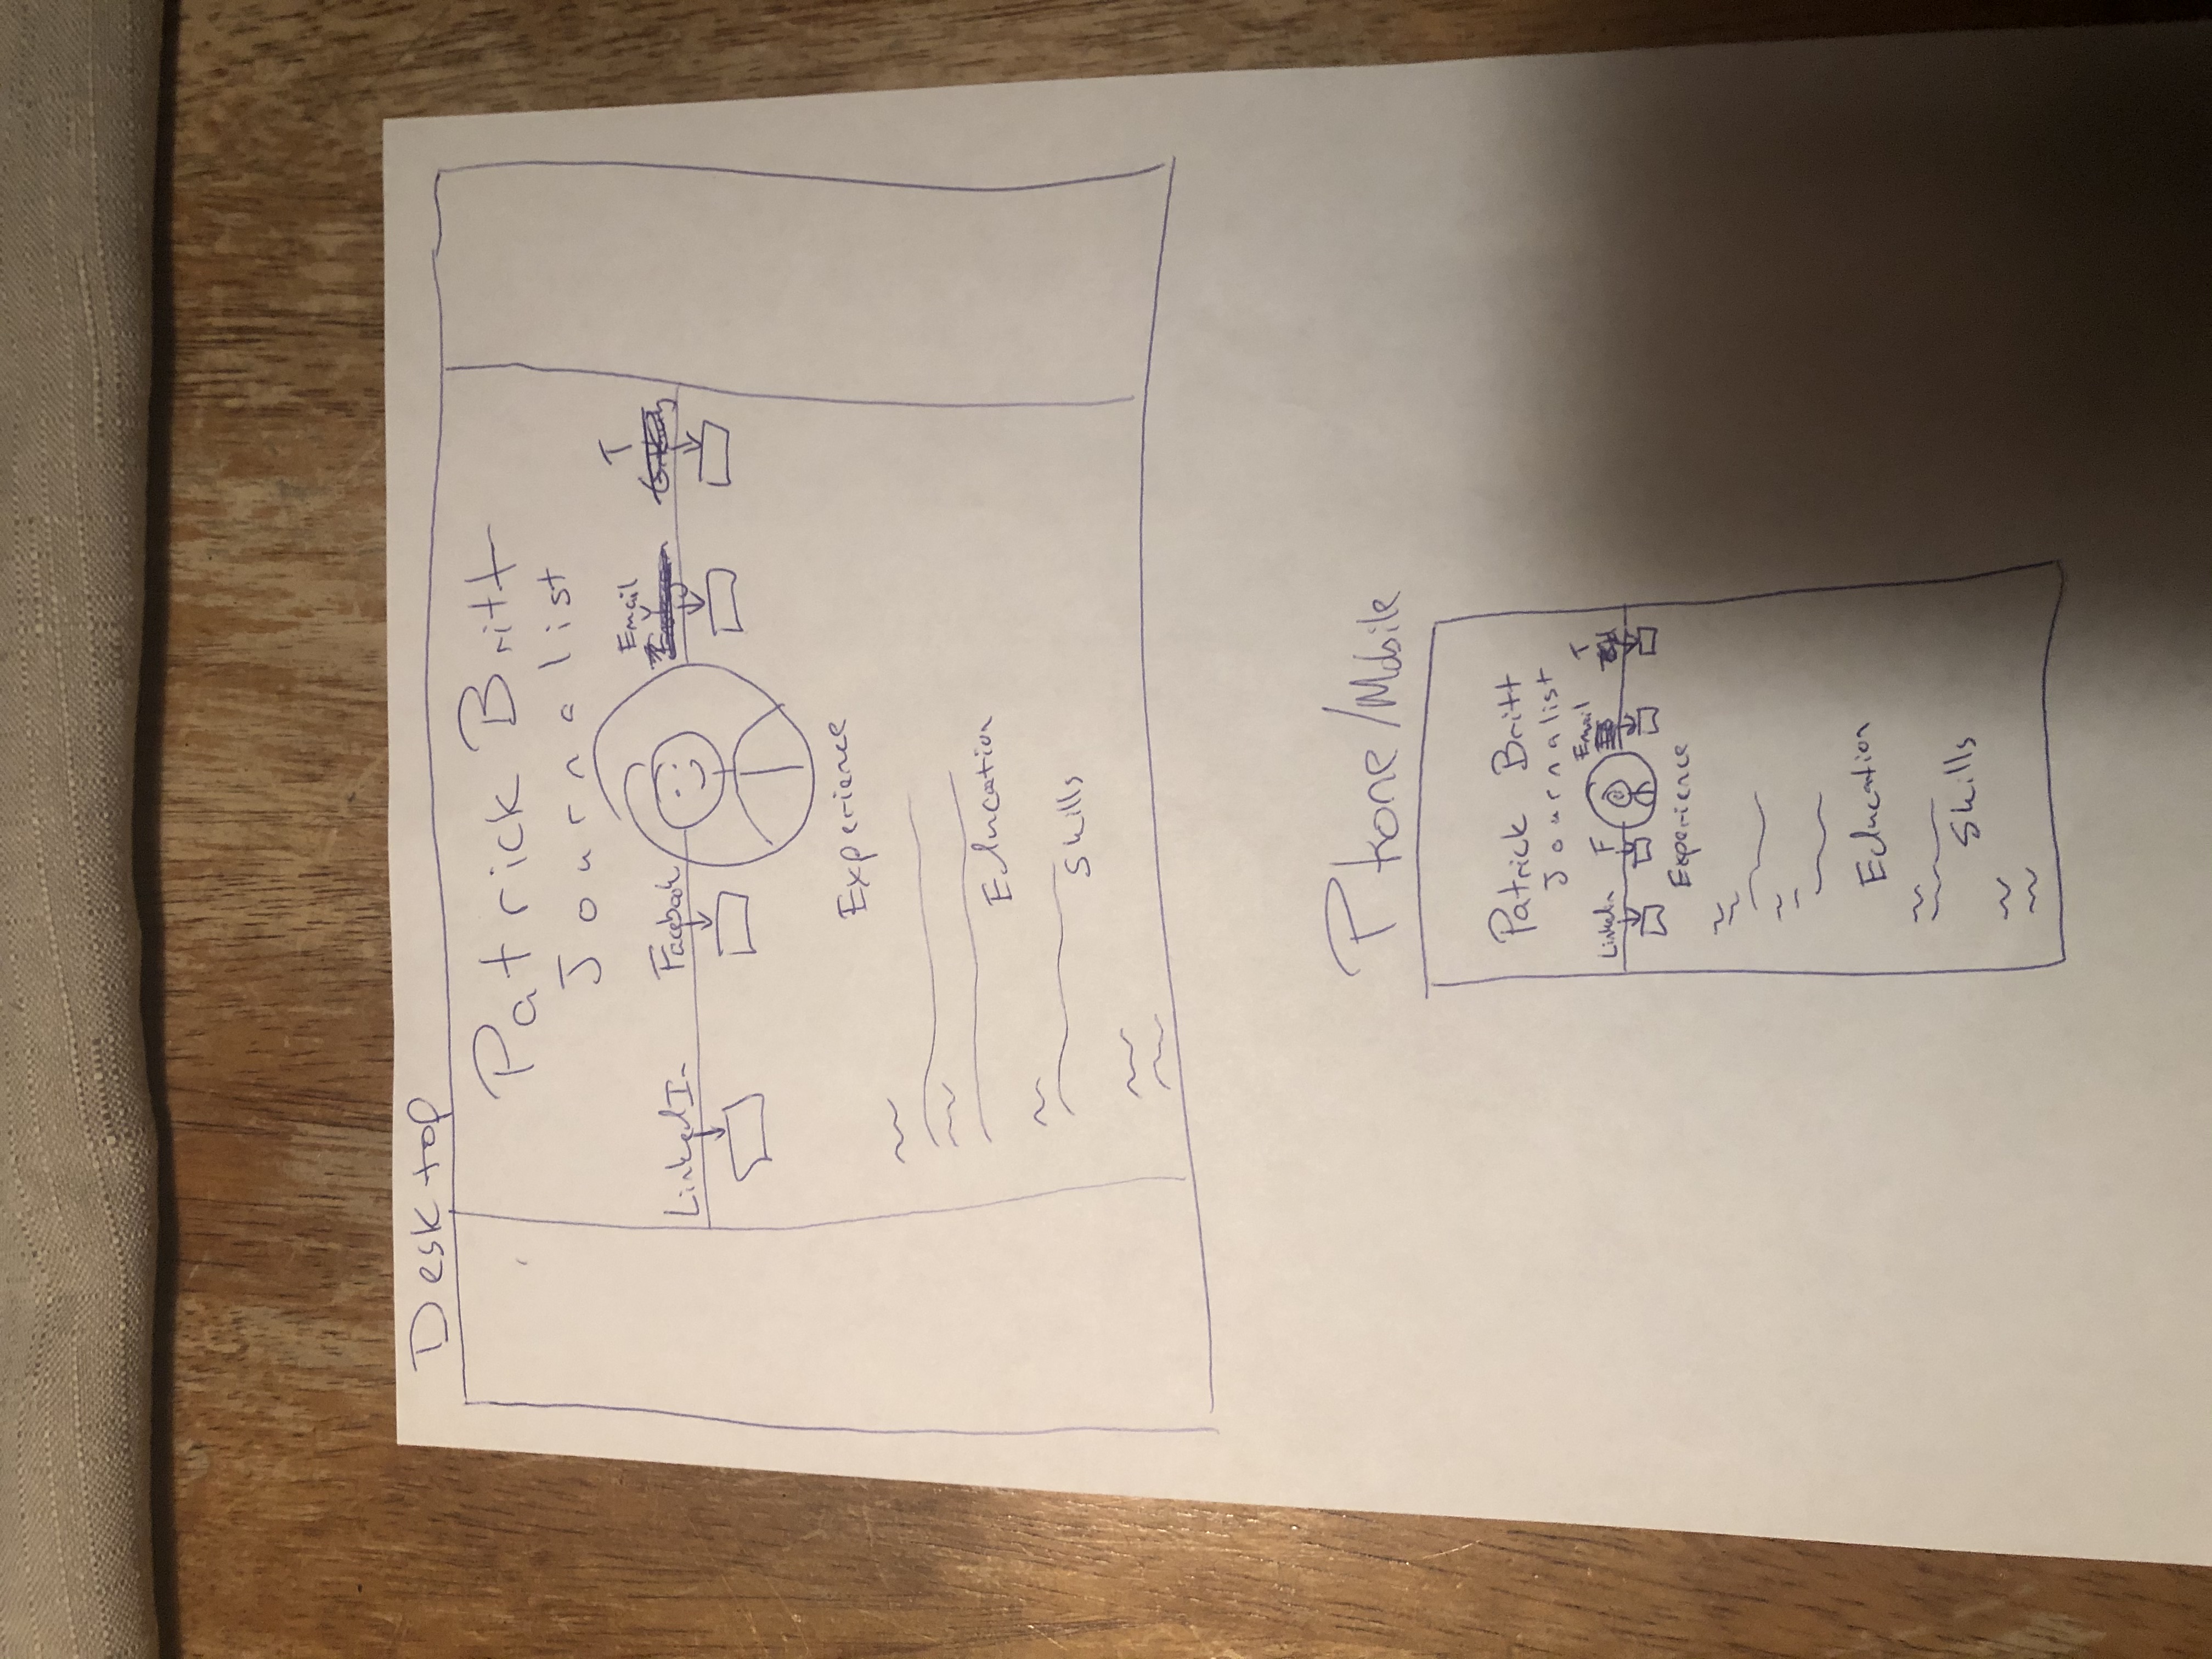 Desktop
Patrick Britt
Journalist
LinkedIn Facebook Email T
Experience
Education
Skills
Phone/Mobile
Patrick Britt
Journalist
Linkedin F Email T
Experience
Education
Skills